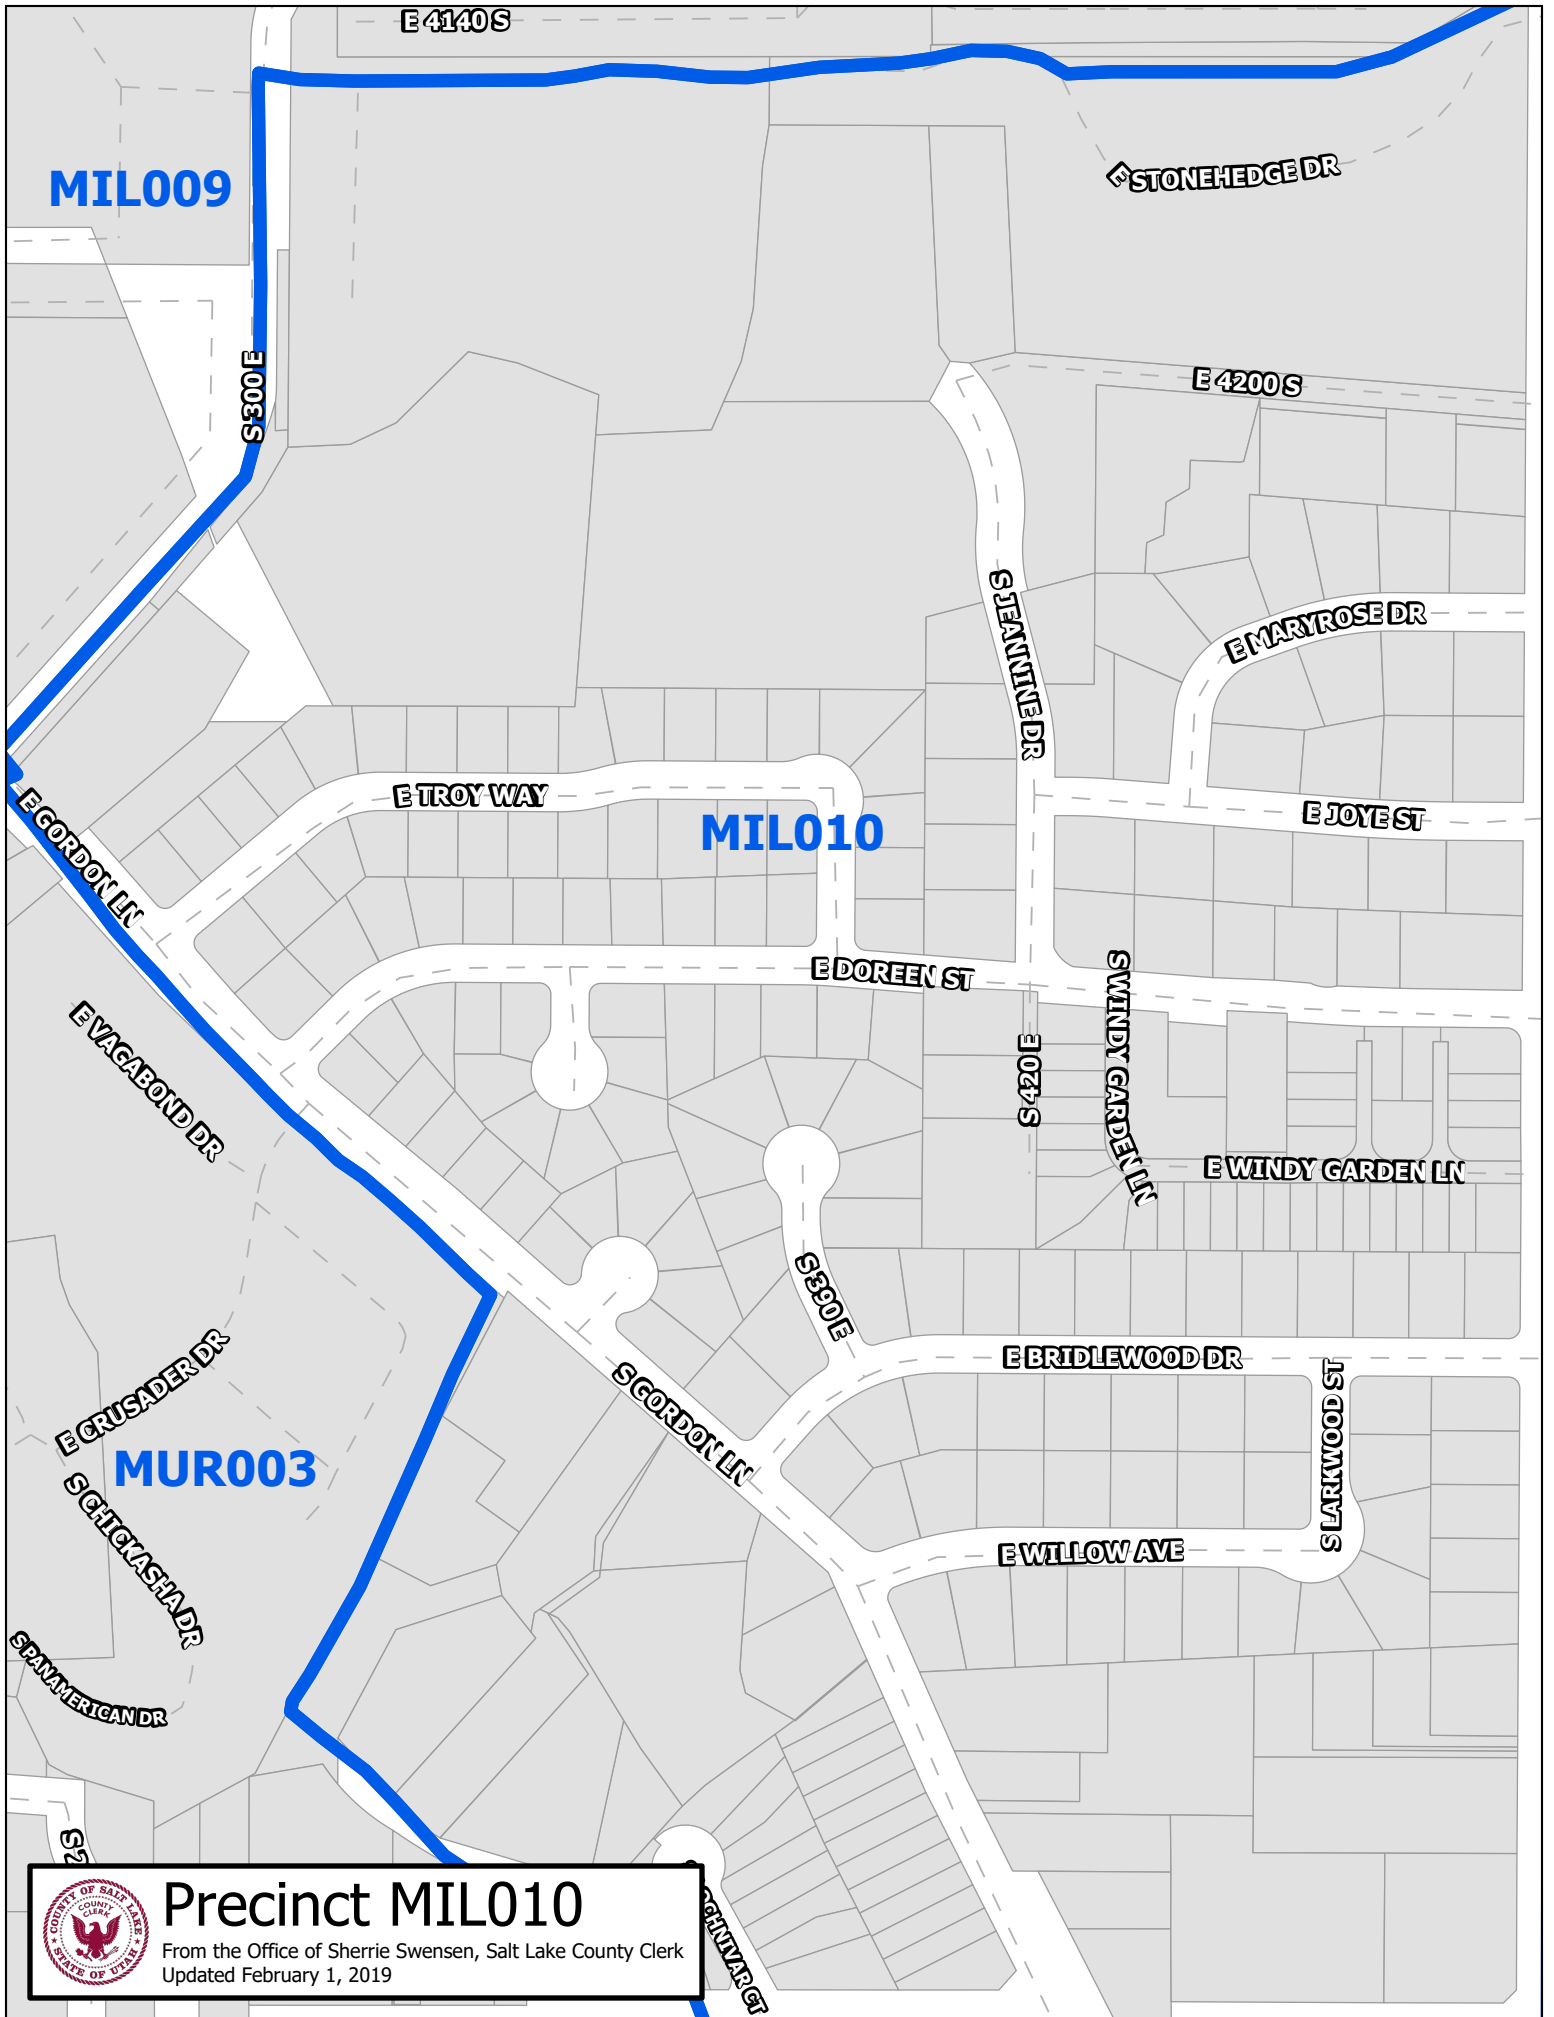 E 4140 S
MIL009
E STONEHEDGE DR
S 300 E
E 4200 S
S JEANNINE DR
E MARYROSE DR
E TROY WAY
E GORDON LN
MIL010
E JOYE ST
E DOREEN ST
S WINDY GARDEN LN
E VAGABOND DR
S 420 E
E WINDY GARDEN LN
S 390 E
E CRUSADER DR
E BRIDLEWOOD DR
S GORDON LN
S LARKWOOD ST
MUR003
S CHICKASHA DR
E WILLOW AVE
S PANAMERICAN DR
S 2
COUNTY OF SALT LAKE
COUNTY
CLERK
STATE OF UTAH
Precinct MIL010
From the Office of Sherrie Swensen, Salt Lake County Clerk
Updated February 1, 2019